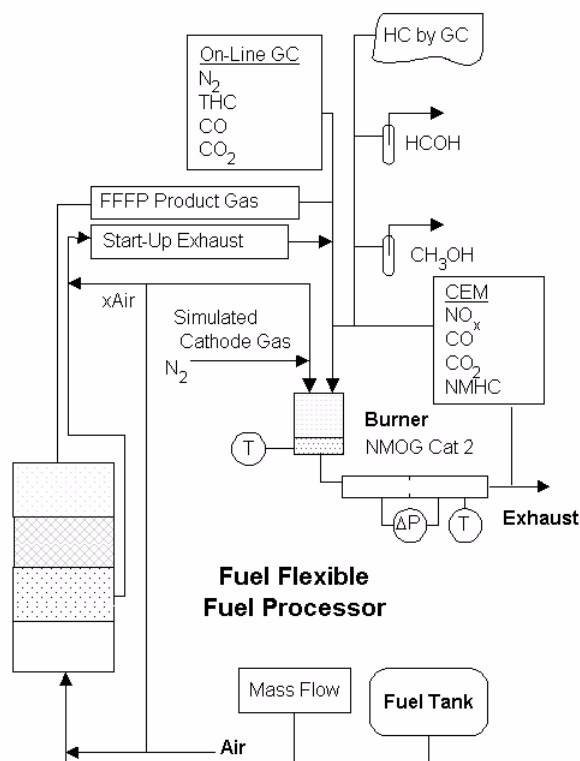 On-Line GC
N2
THC
CO
CO2
HC by GC
HCOH
FFFP Product Gas
Start-Up Exhaust
CH3OH
xAir
Simulated
Cathode Gas
N2
CEM
NOx
CO
CO2
NMHC
Burner
NMOG Cat 2
T
ΔP
T
Exhaust
Fuel Flexible
Fuel Processor
Mass Flow
Fuel Tank
Air